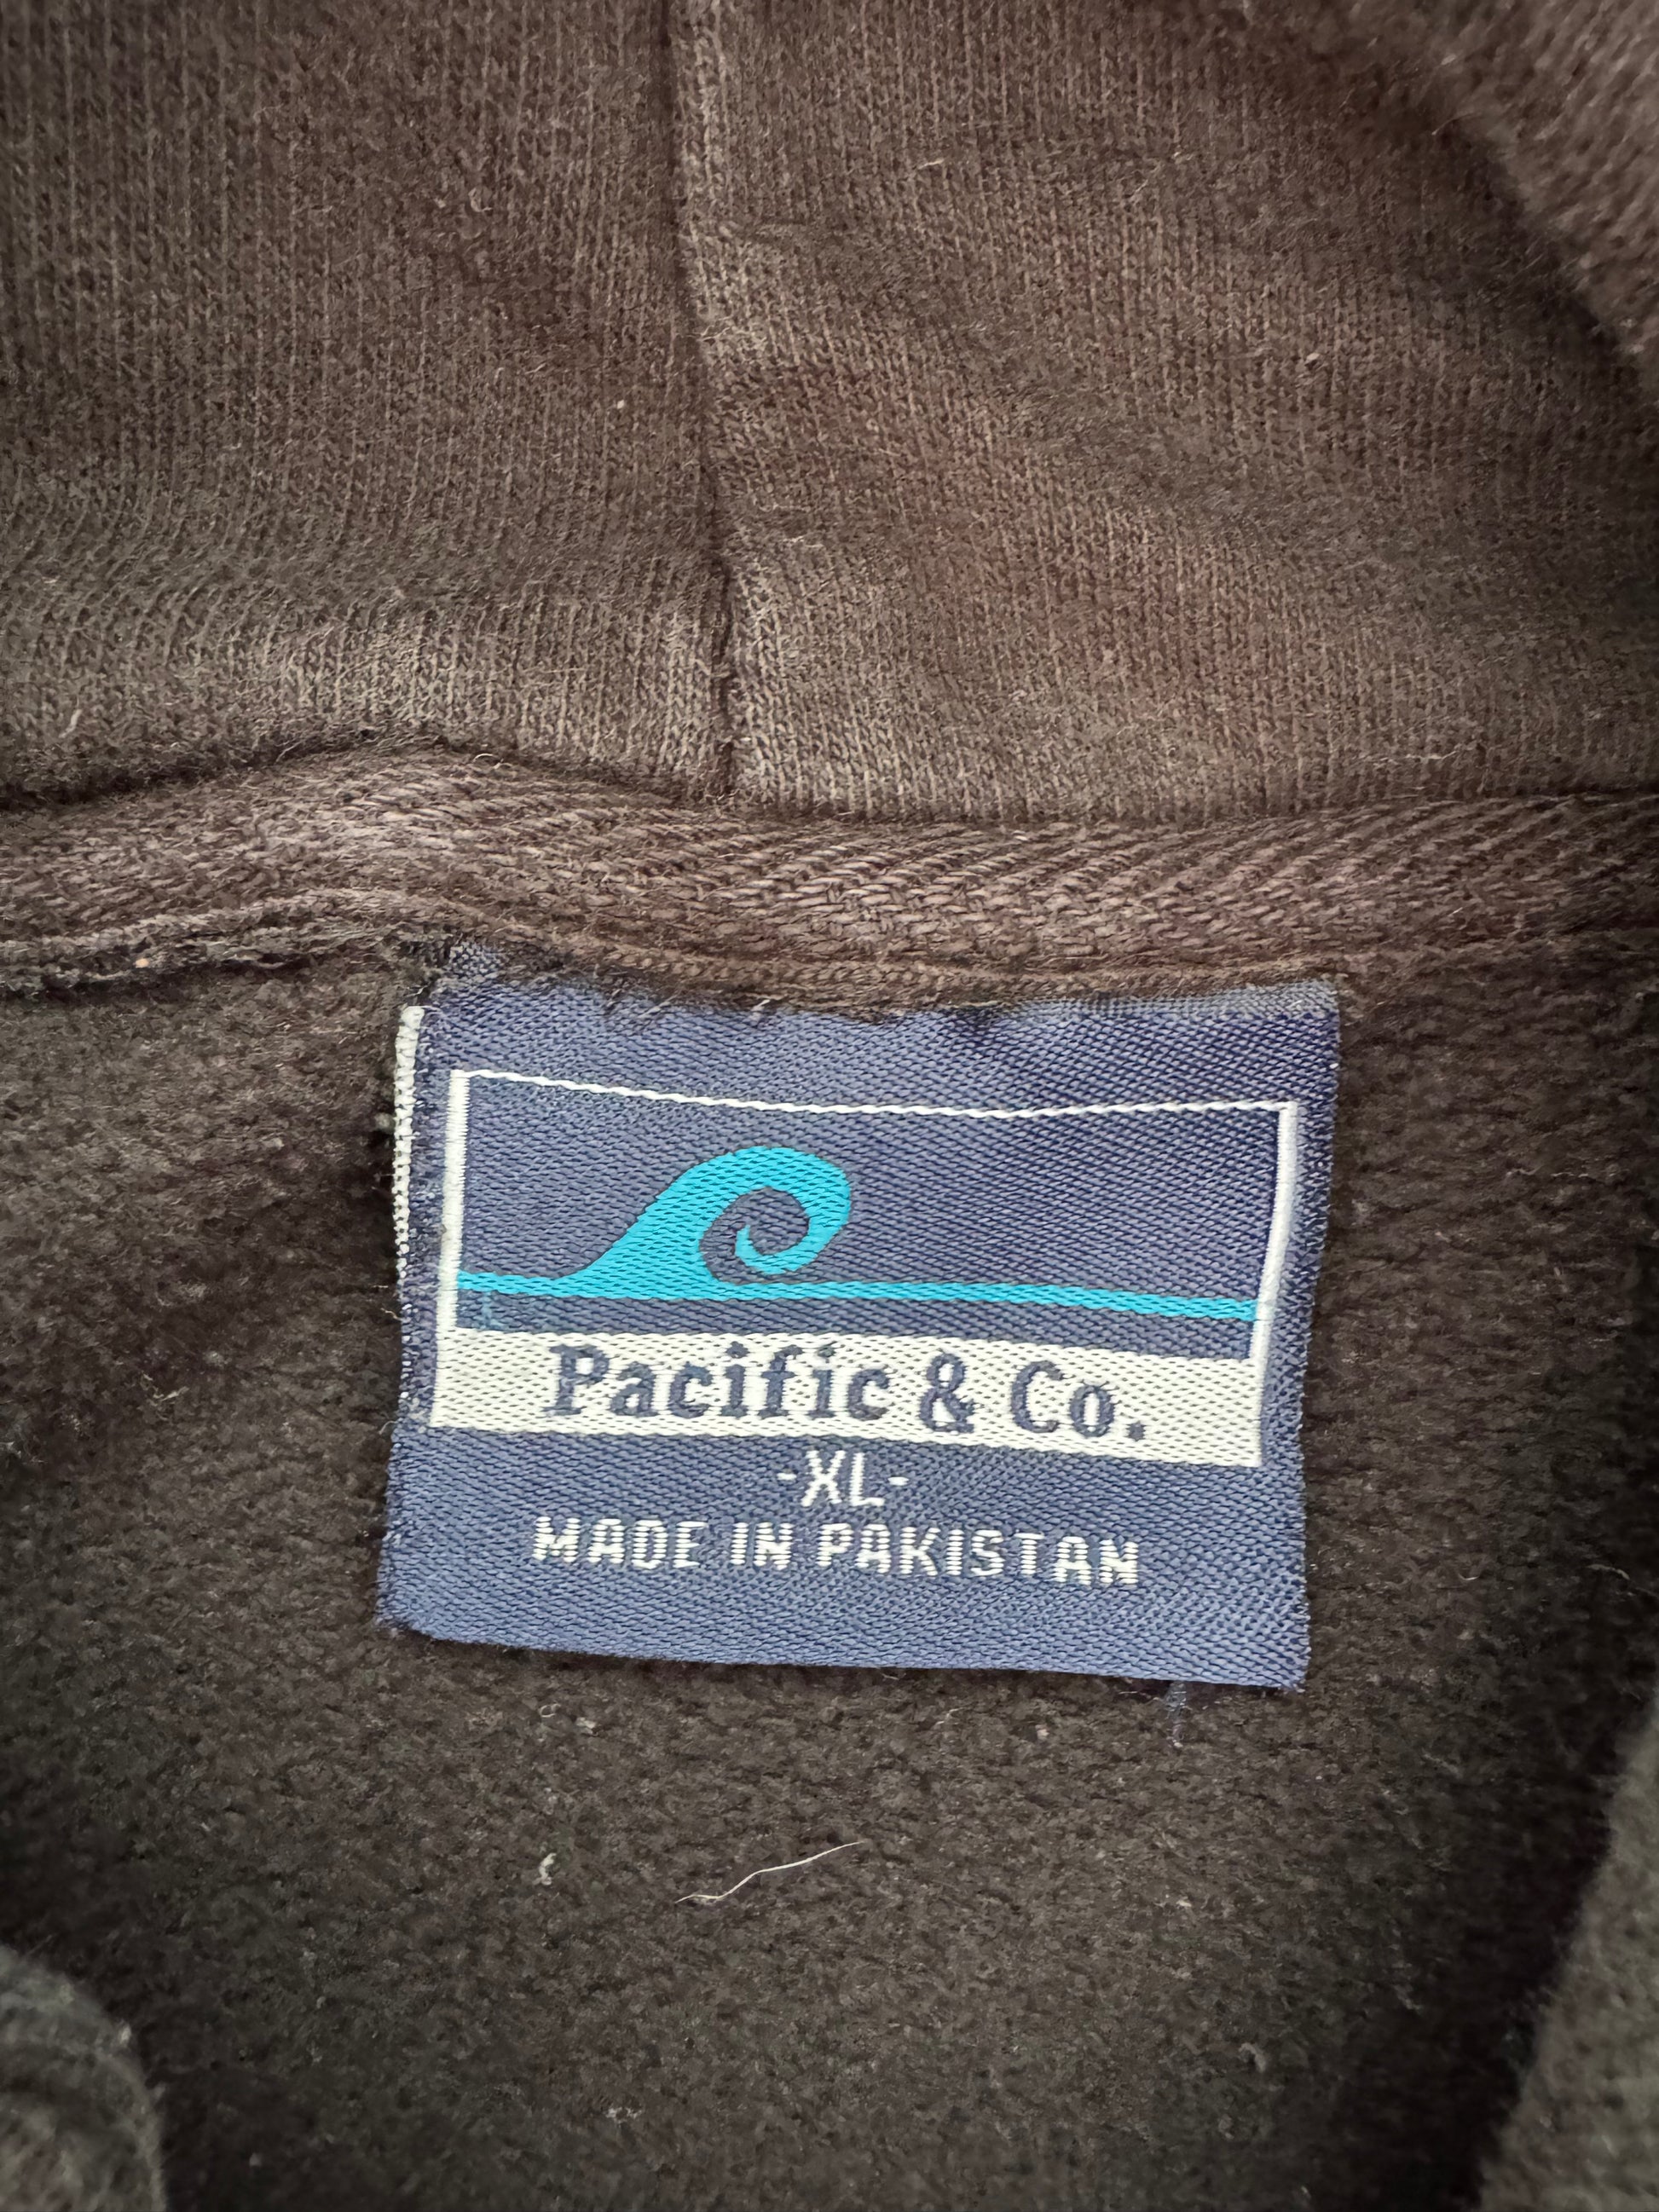 Pacific & Co.
-XL-
MADE IN PAKISTAN